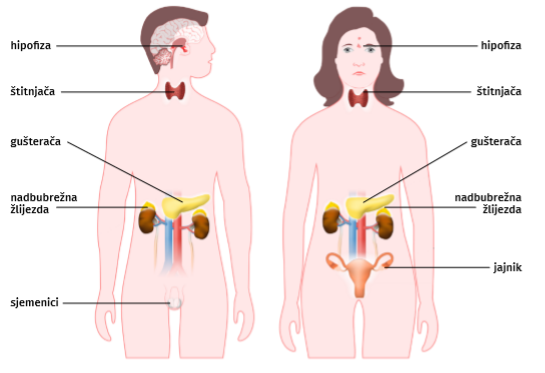 hipofiza
štitnjača
gušterača
nadbubrežna
žlijezda
sjemenici
hipofiza
štitnjača
gušterača
nadbubrežna
žlijezda
jajnik